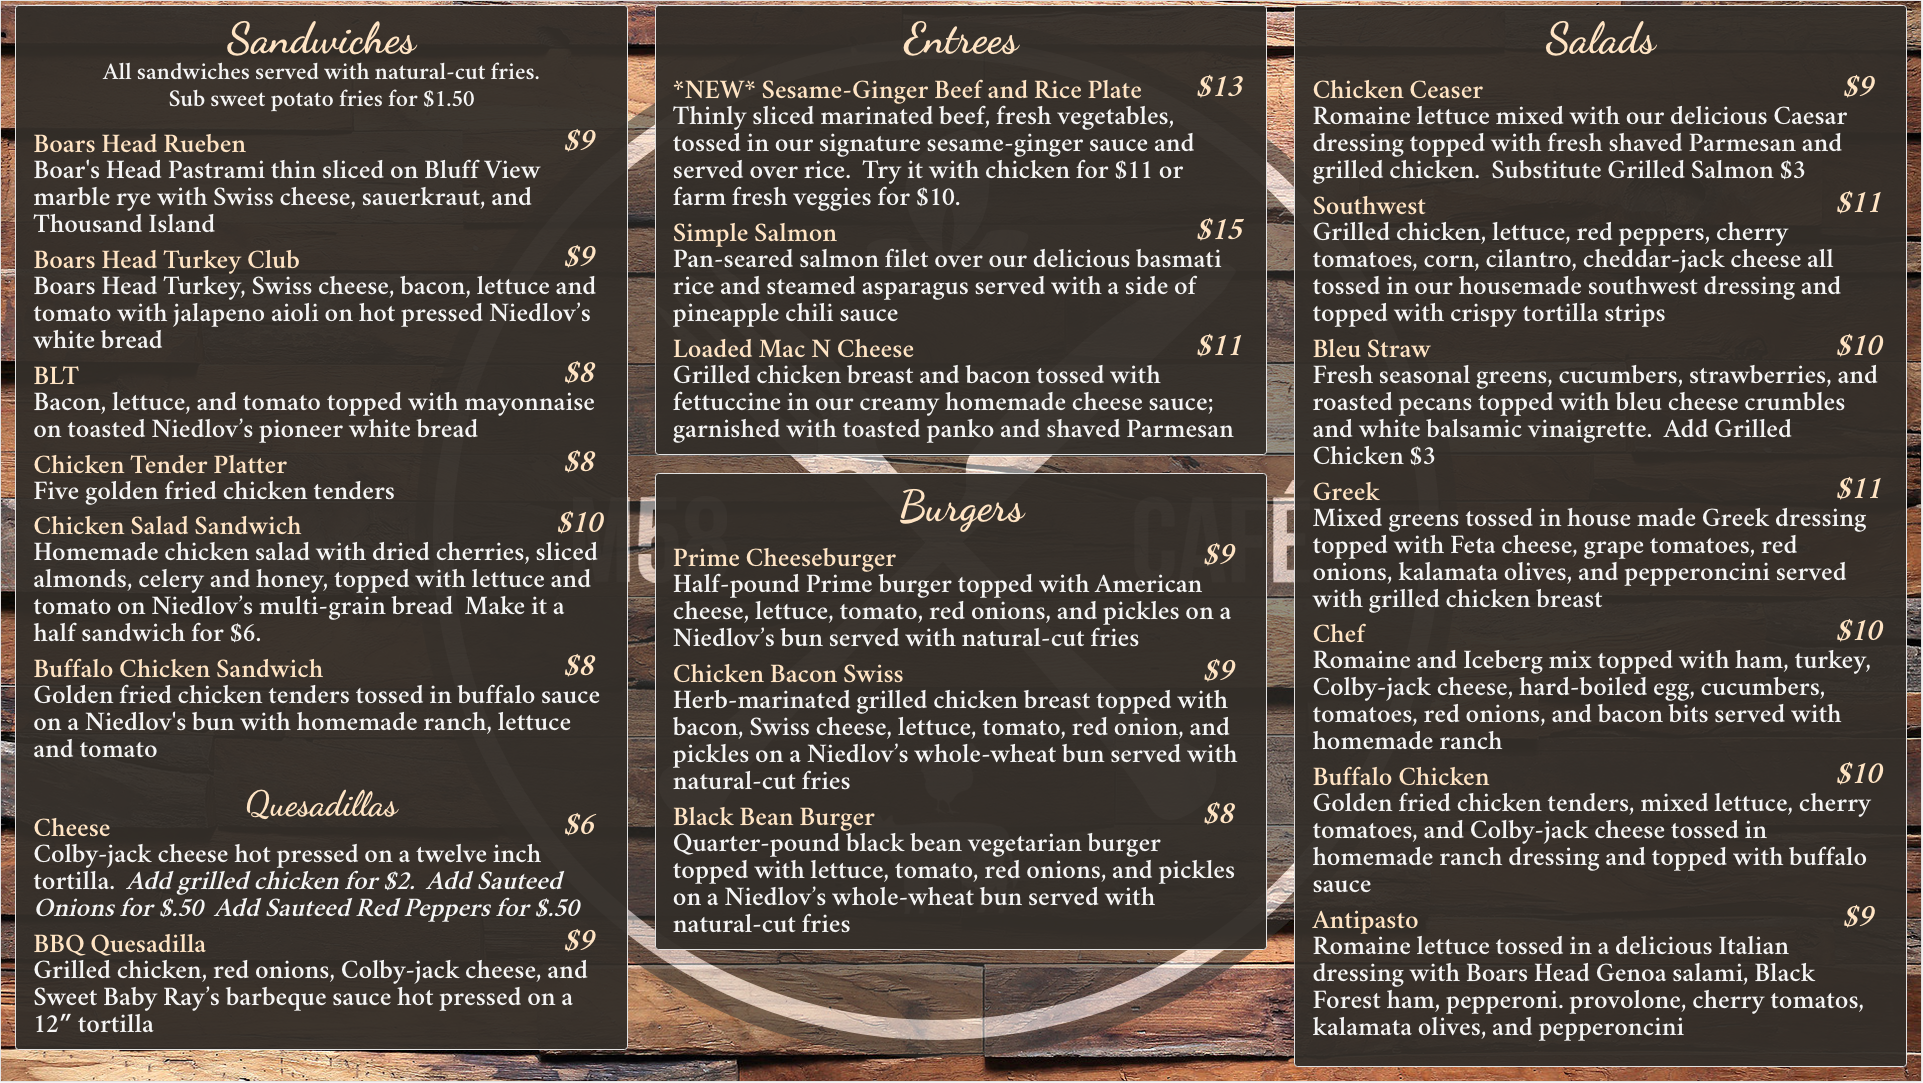 Sandwiches
All sandwiches served with natural-cut fries.
Sub sweet potato fries for $1.50
Boars Head Rueben $9
Boar's Head Pastrami thin sliced on Bluff View
marble rye with Swiss cheese, sauerkraut, and
Thousand Island
Boars Head Turkey Club $9
Boars Head Turkey, Swiss cheese, bacon, lettuce and
tomato with jalapeno aioli on hot pressed Niedlov’s
white bread
BLT $8
Bacon, lettuce, and tomato topped with mayonnaise
on toasted Niedlov’s pioneer white bread
Chicken Tender Platter $8
Five golden fried chicken tenders
Chicken Salad Sandwich $10
Homemade chicken salad with dried cherries, sliced
almonds, celery and honey, topped with lettuce and
tomato on Niedlov’s multi-grain bread  Make it a
half sandwich for $6.
Buffalo Chicken Sandwich $8
Golden fried chicken tenders tossed in buffalo sauce
on a Niedlov's bun with homemade ranch, lettuce
and tomato
Quesadillas
Cheese $6
Colby-jack cheese hot pressed on a twelve inch
tortilla.  Add grilled chicken for $2.  Add Sauteed
Onions for $.50  Add Sauteed Red Peppers for $.50
BBQ Quesadilla $9
Grilled chicken, red onions, Colby-jack cheese, and
Sweet Baby Ray’s barbeque sauce hot pressed on a
12” tortilla
Entrees
*NEW* Sesame-Ginger Beef and Rice Plate $13
Thinly sliced marinated beef, fresh vegetables,
tossed in our signature sesame-ginger sauce and
served over rice.  Try it with chicken for $11 or
farm fresh veggies for $10.
Simple Salmon $15
Pan-seared salmon filet over our delicious basmati
rice and steamed asparagus served with a side of
pineapple chili sauce
Loaded Mac N Cheese $11
Grilled chicken breast and bacon tossed with
fettuccine in our creamy homemade cheese sauce;
garnished with toasted panko and shaved Parmesan
Burgers
Prime Cheeseburger $9
Half-pound Prime burger topped with American
cheese, lettuce, tomato, red onions, and pickles on a
Niedlov’s bun served with natural-cut fries
Chicken Bacon Swiss $9
Herb-marinated grilled chicken breast topped with
bacon, Swiss cheese, lettuce, tomato, red onion, and
pickles on a Niedlov’s whole-wheat bun served with
natural-cut fries
Black Bean Burger $8
Quarter-pound black bean vegetarian burger
topped with lettuce, tomato, red onions, and pickles
on a Niedlov’s whole-wheat bun served with
natural-cut fries
Salads
Chicken Ceaser $9
Romaine lettuce mixed with our delicious Caesar
dressing topped with fresh shaved Parmesan and
grilled chicken.  Substitute Grilled Salmon $3
Southwest $11
Grilled chicken, lettuce, red peppers, cherry
tomatoes, corn, cilantro, cheddar-jack cheese all
tossed in our housemade southwest dressing and
topped with crispy tortilla strips
Bleu Straw $10
Fresh seasonal greens, cucumbers, strawberries, and
roasted pecans topped with bleu cheese crumbles
and white balsamic vinaigrette.  Add Grilled
Chicken $3
Greek $11
Mixed greens tossed in house made Greek dressing
topped with Feta cheese, grape tomatoes, red
onions, kalamata olives, and pepperoncini served
with grilled chicken breast
Chef $10
Romaine and Iceberg mix topped with ham, turkey,
Colby-jack cheese, hard-boiled egg, cucumbers,
tomatoes, red onions, and bacon bits served with
homemade ranch
Buffalo Chicken $10
Golden fried chicken tenders, mixed lettuce, cherry
tomatoes, and Colby-jack cheese tossed in
homemade ranch dressing and topped with buffalo
sauce
Antipasto $9
Romaine lettuce tossed in a delicious Italian
dressing with Boars Head Genoa salami, Black
Forest ham, pepperoni. provolone, cherry tomatoes,
kalamata olives, and pepperoncini
CAFÉ